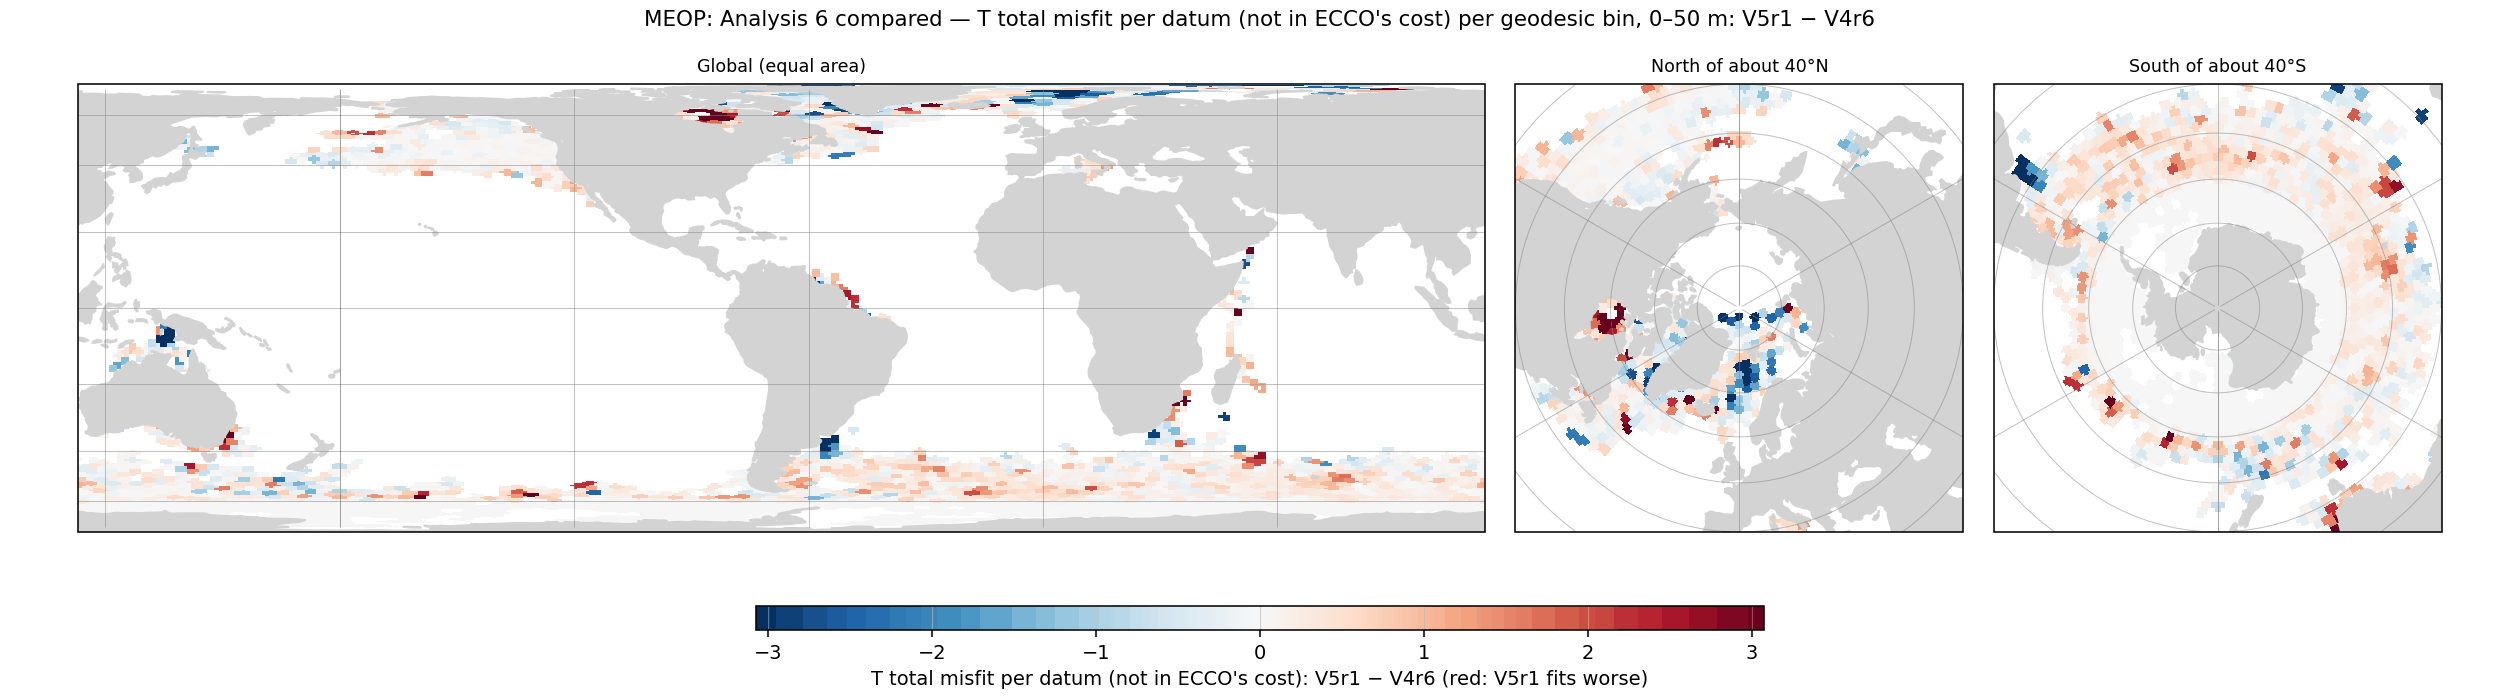 MEOP: Analysis 6 compared — T total misfit per datum (not in ECCO's cost) per geodesic bin, 0–50 m: V5r1 − V4r6
Global (equal area)
North of about 40°N
South of about 40°S
−3 −2 −1 0 1 2 3
T total misfit per datum (not in ECCO's cost): V5r1 − V4r6 (red: V5r1 fits worse)